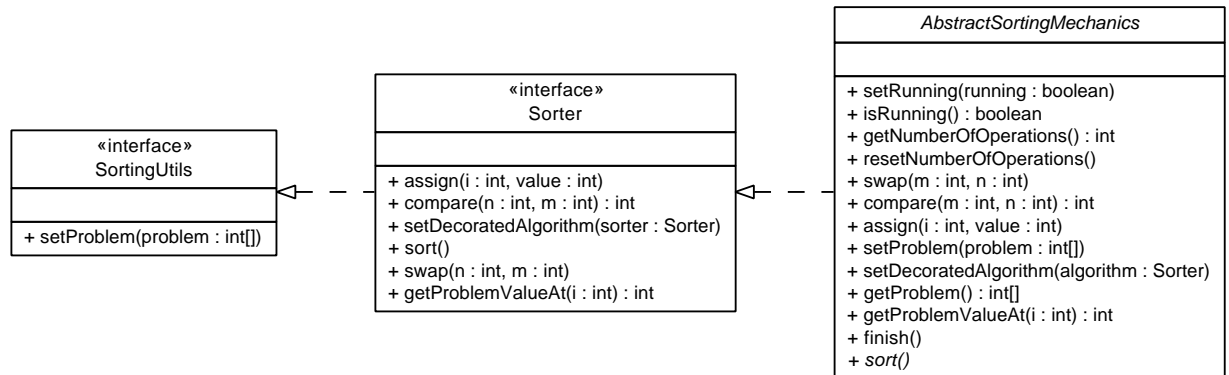 «interface»
SortingUtils
+ setProblem(problem : int[])
«interface»
Sorter
+ assign(i : int, value : int)
+ compare(n : int, m : int) : int
+ setDecoratedAlgorithm(sorter : Sorter)
+ sort()
+ swap(n : int, m : int)
+ getProblemValueAt(i : int) : int
AbstractSortingMechanics
+ setRunning(running : boolean)
+ isRunning() : boolean
+ getNumberOfOperations() : int
+ resetNumberOfOperations()
+ swap(m : int, n : int)
+ compare(m : int, n : int) : int
+ assign(i : int, value : int)
+ setProblem(problem : int[])
+ setDecoratedAlgorithm(algorithm : Sorter)
+ getProblem() : int[]
+ getProblemValueAt(i : int) : int
+ finish()
+ sort()